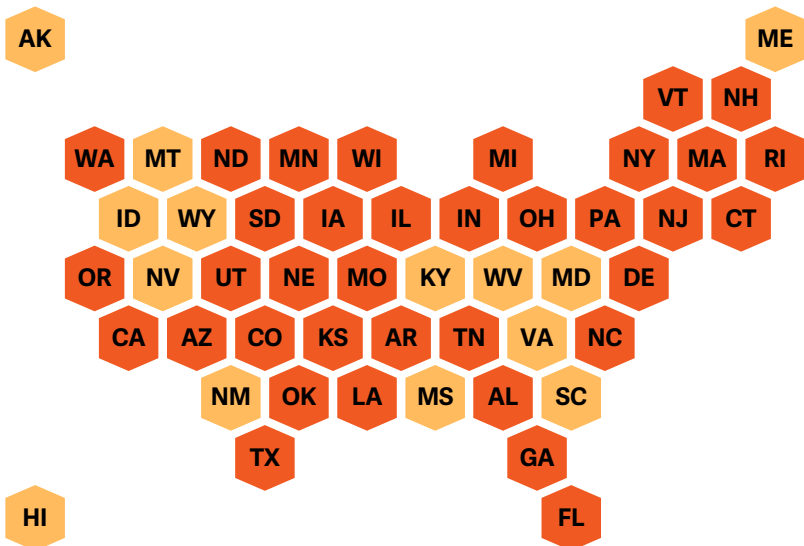 AK ME
VT NH
WA MT ND MN WI MI NY MA RI
ID WY SD IA IL IN OH PA NJ CT
OR NV UT NE MO KY WV MD DE
CA AZ CO KS AR TN VA NC
NM OK LA MS AL SC
TX GA
HI FL